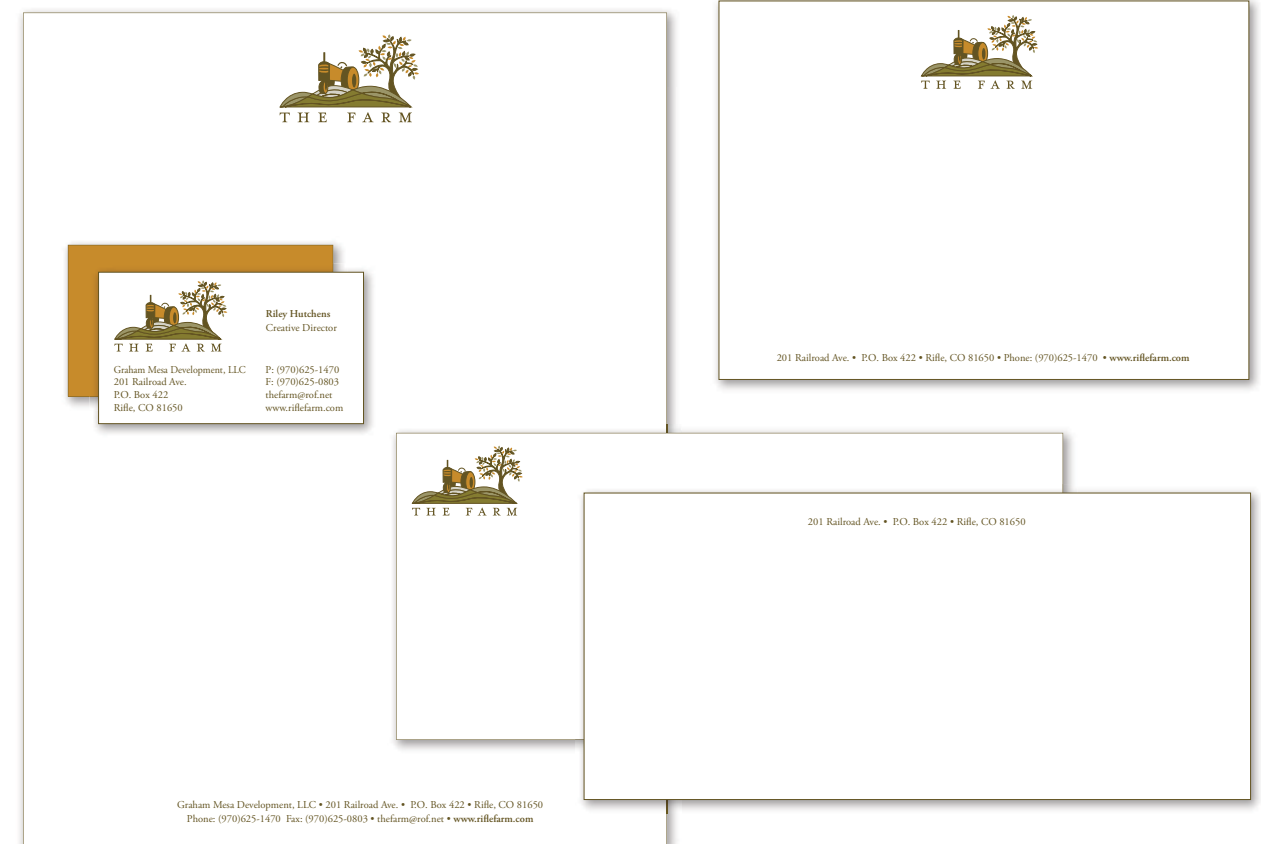 THE FARM
Riley Hutchens
Creative Director
THE FARM
Graham Mesa Development, LLC
201 Railroad Ave.
P.O. Box 422
Rifle, CO 81650
P: (970)625-1470
F: (970)625-0803
thefarm@rof.net
www.riflefarm.com
Graham Mesa Development, LLC • 201 Railroad Ave. • P.O. Box 422 • Rifle, CO 81650
Phone: (970)625-1470 Fax: (970)625-0803 • thefarm@rof.net • www.riflefarm.com
THE FARM
201 Railroad Ave. • P.O. Box 422 • Rifle, CO 81650 • Phone: (970)625-1470 • www.riflefarm.com
THE FARM
201 Railroad Ave. • P.O. Box 422 • Rifle, CO 81650